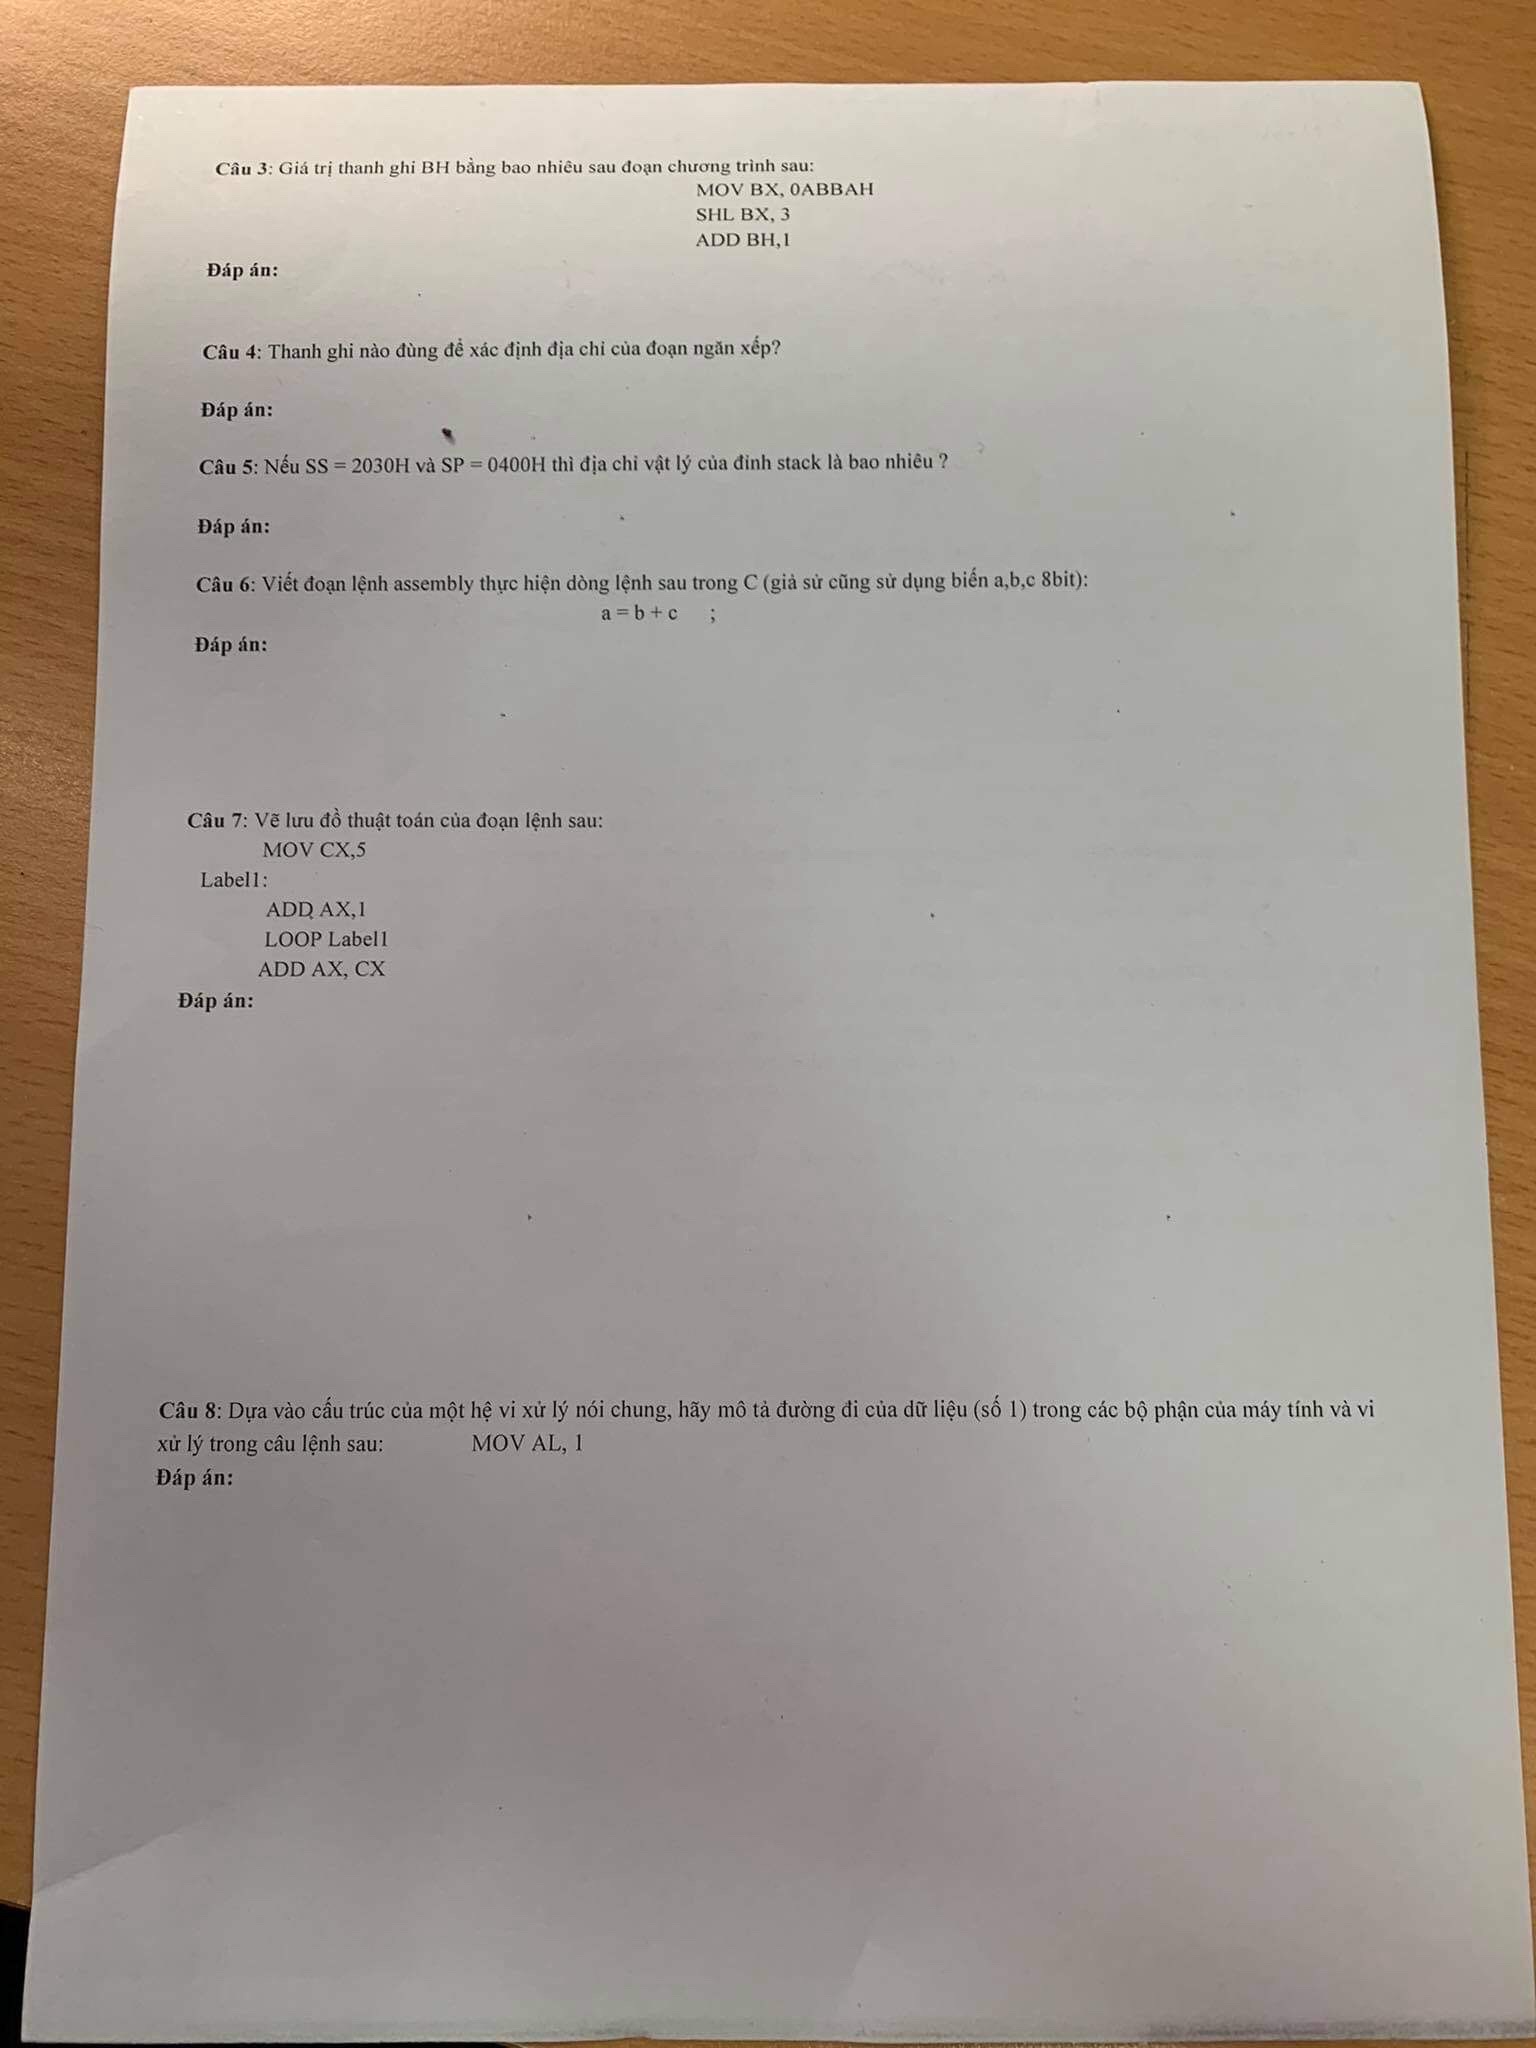 Câu 3: Giá trị thanh ghi BH bằng bao nhiêu sau đoạn chương trình sau:
MOV BX, 0ABBAH
SHL BX, 3
ADD BH,1
Đáp án:
Câu 4: Thanh ghi nào đùng để xác định địa chỉ của đoạn ngăn xếp?
Đáp án:
Câu 5: Nếu SS = 2030H và SP = 0400H thì địa chỉ vật lý của đỉnh stack là bao nhiêu ?
Đáp án:
Câu 6: Viết đoạn lệnh assembly thực hiện dòng lệnh sau trong C (giả sử cũng sử dụng biến a,b,c 8bit):
a = b + c ;
Đáp án:
Câu 7: Vẽ lưu đồ thuật toán của đoạn lệnh sau:
MOV CX,5
Label1:
ADD AX,1
LOOP Label1
ADD AX, CX
Đáp án:
Câu 8: Dựa vào cấu trúc của một hệ vi xử lý nói chung, hãy mô tả đường đi của dữ liệu (số 1) trong các bộ phận của máy tính và vi
xử lý trong câu lệnh sau: MOV AL, 1
Đáp án: